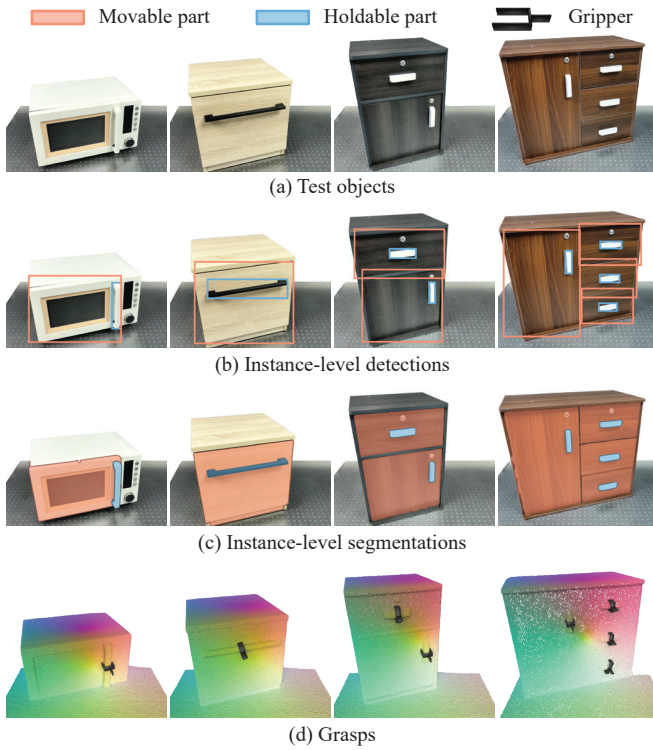 Movable part Holdable part Gripper
(a) Test objects
(b) Instance-level detections
(c) Instance-level segmentations
(d) Grasps